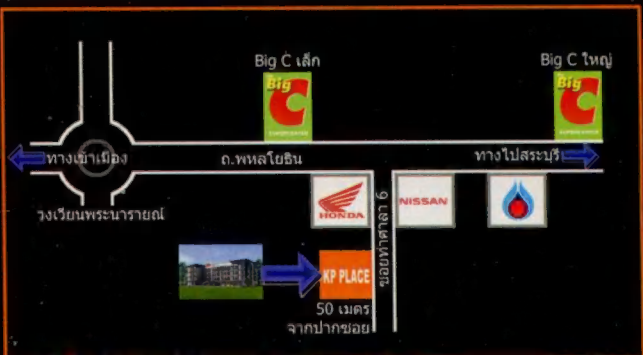 Big C เล็ก
Big C ใหญ่
Big C
Big C
ทางเข้าเมือง
ถ.พหลโยธิน
ทางไปสระบุรี
วงเวียนพระนารายณ์
HONDA
NISSAN
ซอยท่าศาลา 6
KP PLACE
50 เมตร
จากปากซอย